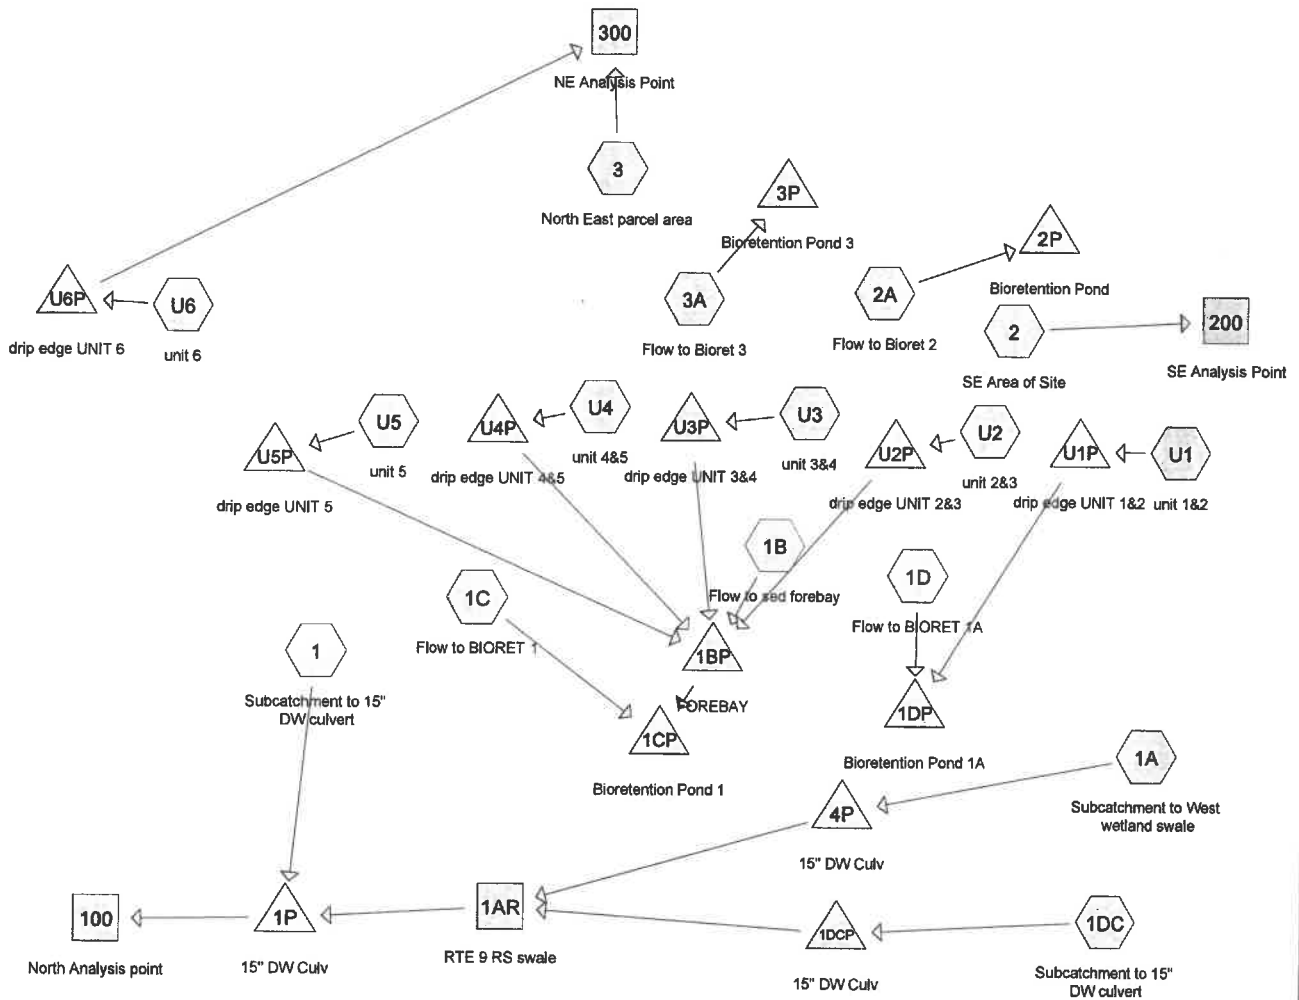 300
NE Analysis Point
3
North East parcel area
3P
Bioretention Pond 3
2P
Bioretention Pond
U6P
drip edge UNIT 6
U6
unit 6
3A
Flow to Bioret 3
2A
Flow to Bioret 2
2
SE Area of Site
200
SE Analysis Point
U5P
drip edge UNIT 5
U5
unit 5
U4P
drip edge UNIT 4&5
U4
unit 4&5
U3P
drip edge UNIT 3&4
U3
unit 3&4
U2P
drip edge UNIT 2&3
U2
unit 2&3
U1P
drip edge UNIT 1&2
U1
unit 1&2
1B
Flow to sed forebay
1D
Flow to BIORET 1A
1C
Flow to BIORET 1
1
Subcatchment to 15"
DW culvert
1BP
FOREBAY
1CP
Bioretention Pond 1
1DP
Bioretention Pond 1A
1A
Subcatchment to West
wetland swale
4P
15" DW Culv
100
North Analysis point
1P
15" DW Culv
1AR
RTE 9 RS swale
1DCP
15" DW Culv
1DC
Subcatchment to 15"
DW culvert